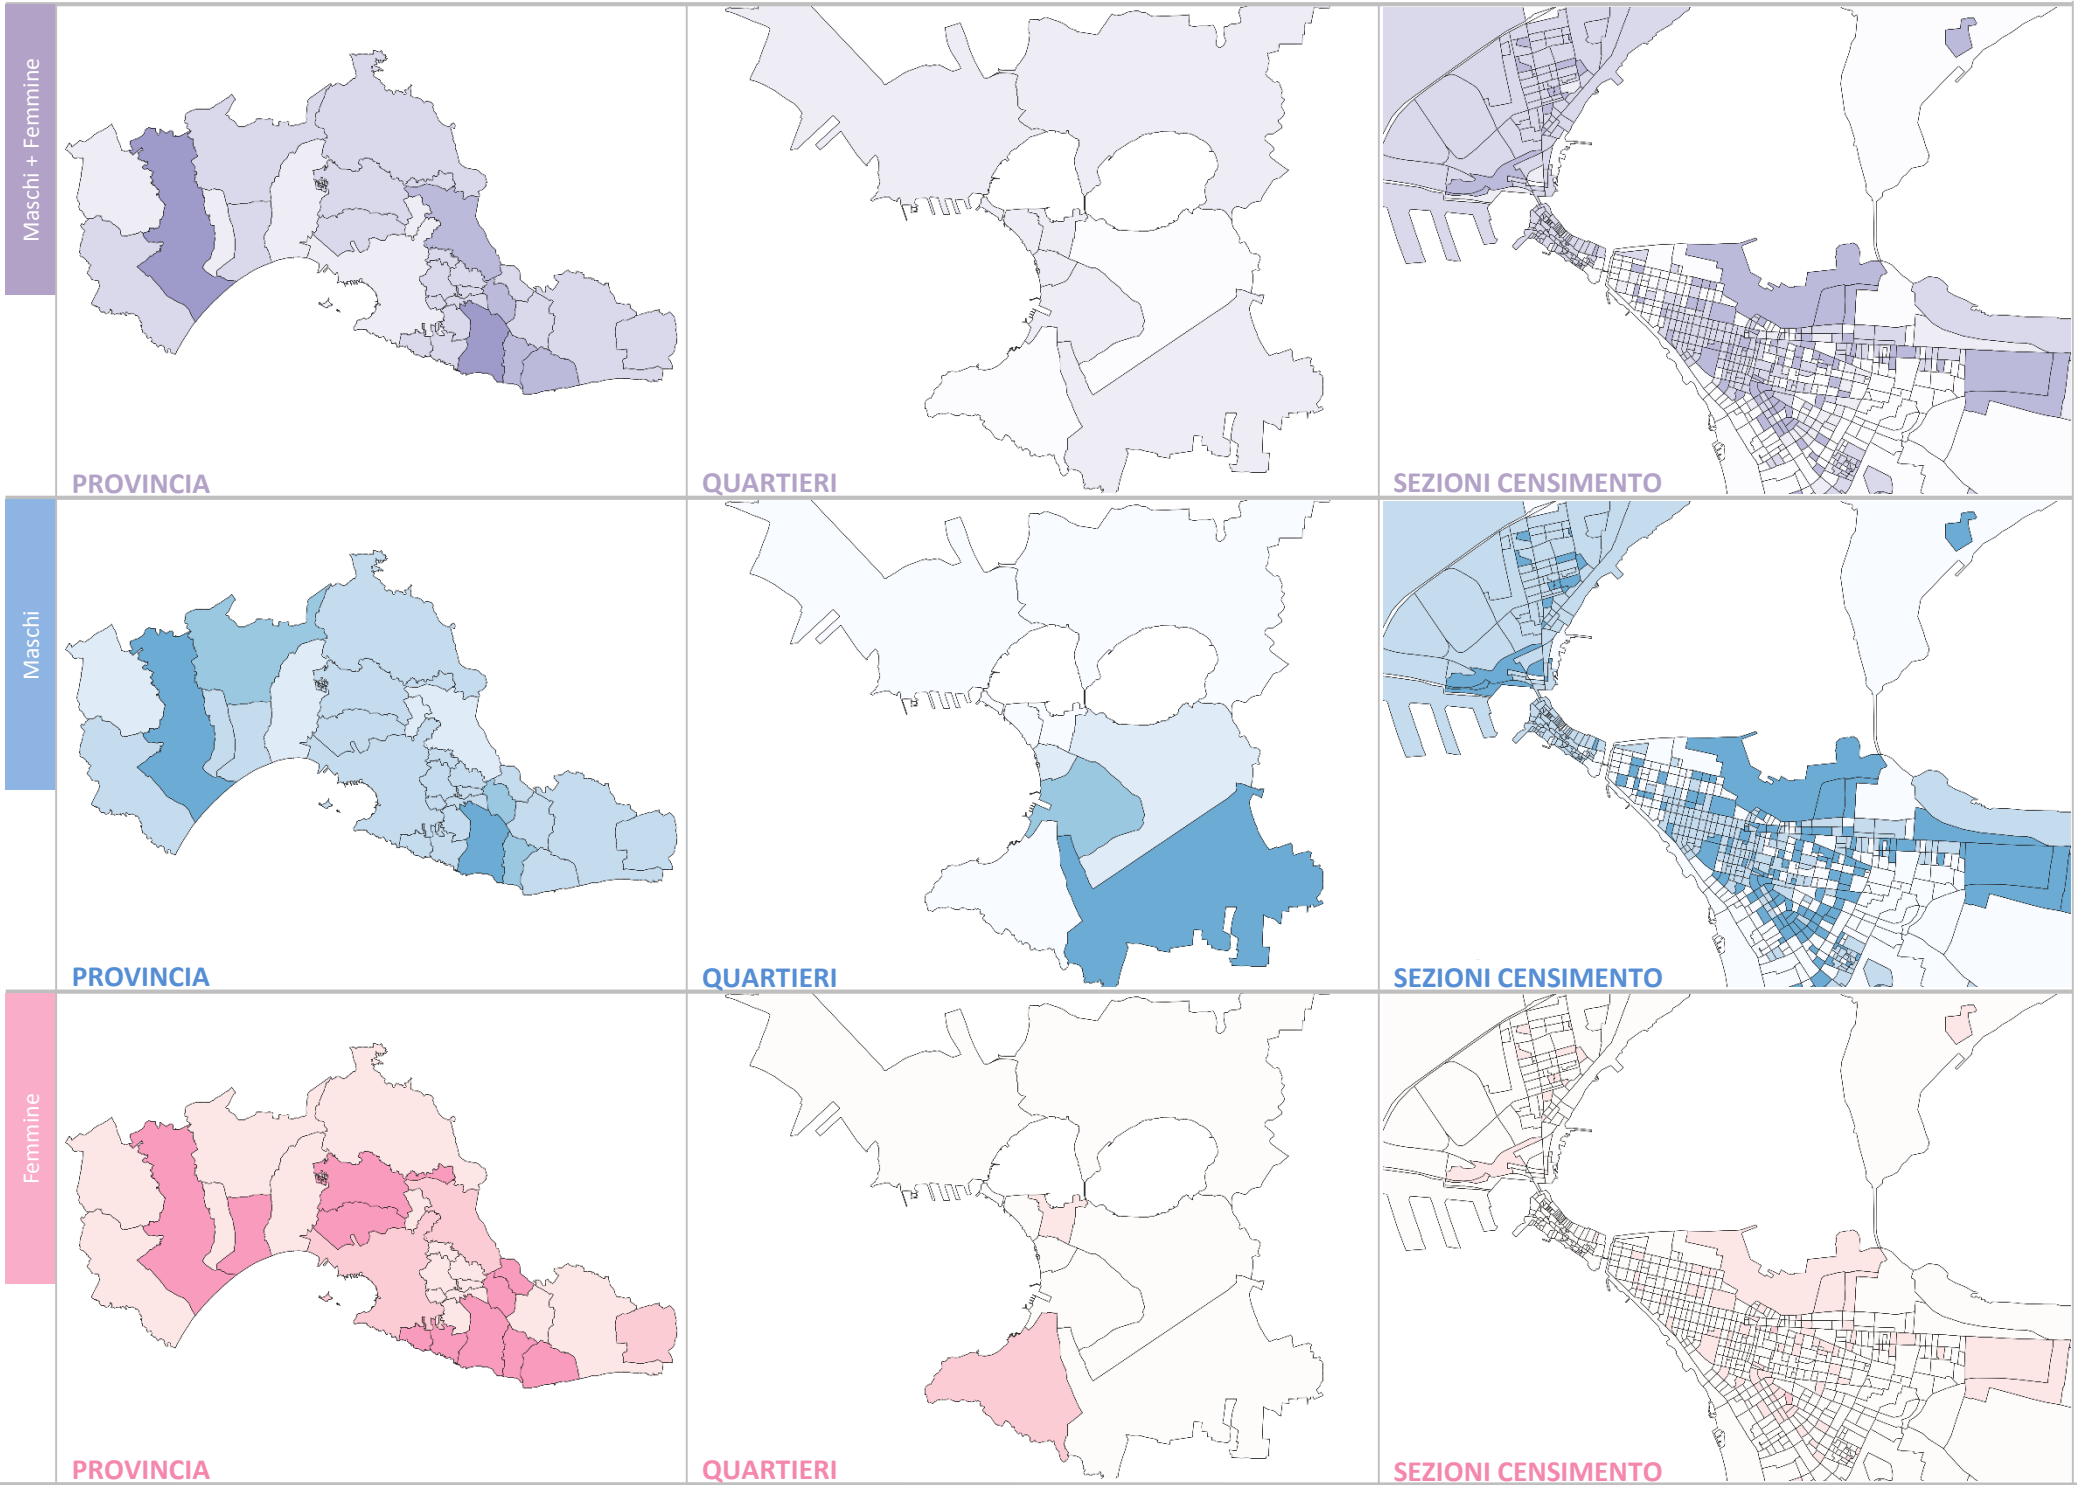 Maschi + Femmine
PROVINCIA
QUARTIERI
SEZIONI CENSIMENTO
Maschi
PROVINCIA
QUARTIERI
SEZIONI CENSIMENTO
Femmine
PROVINCIA
QUARTIERI
SEZIONI CENSIMENTO